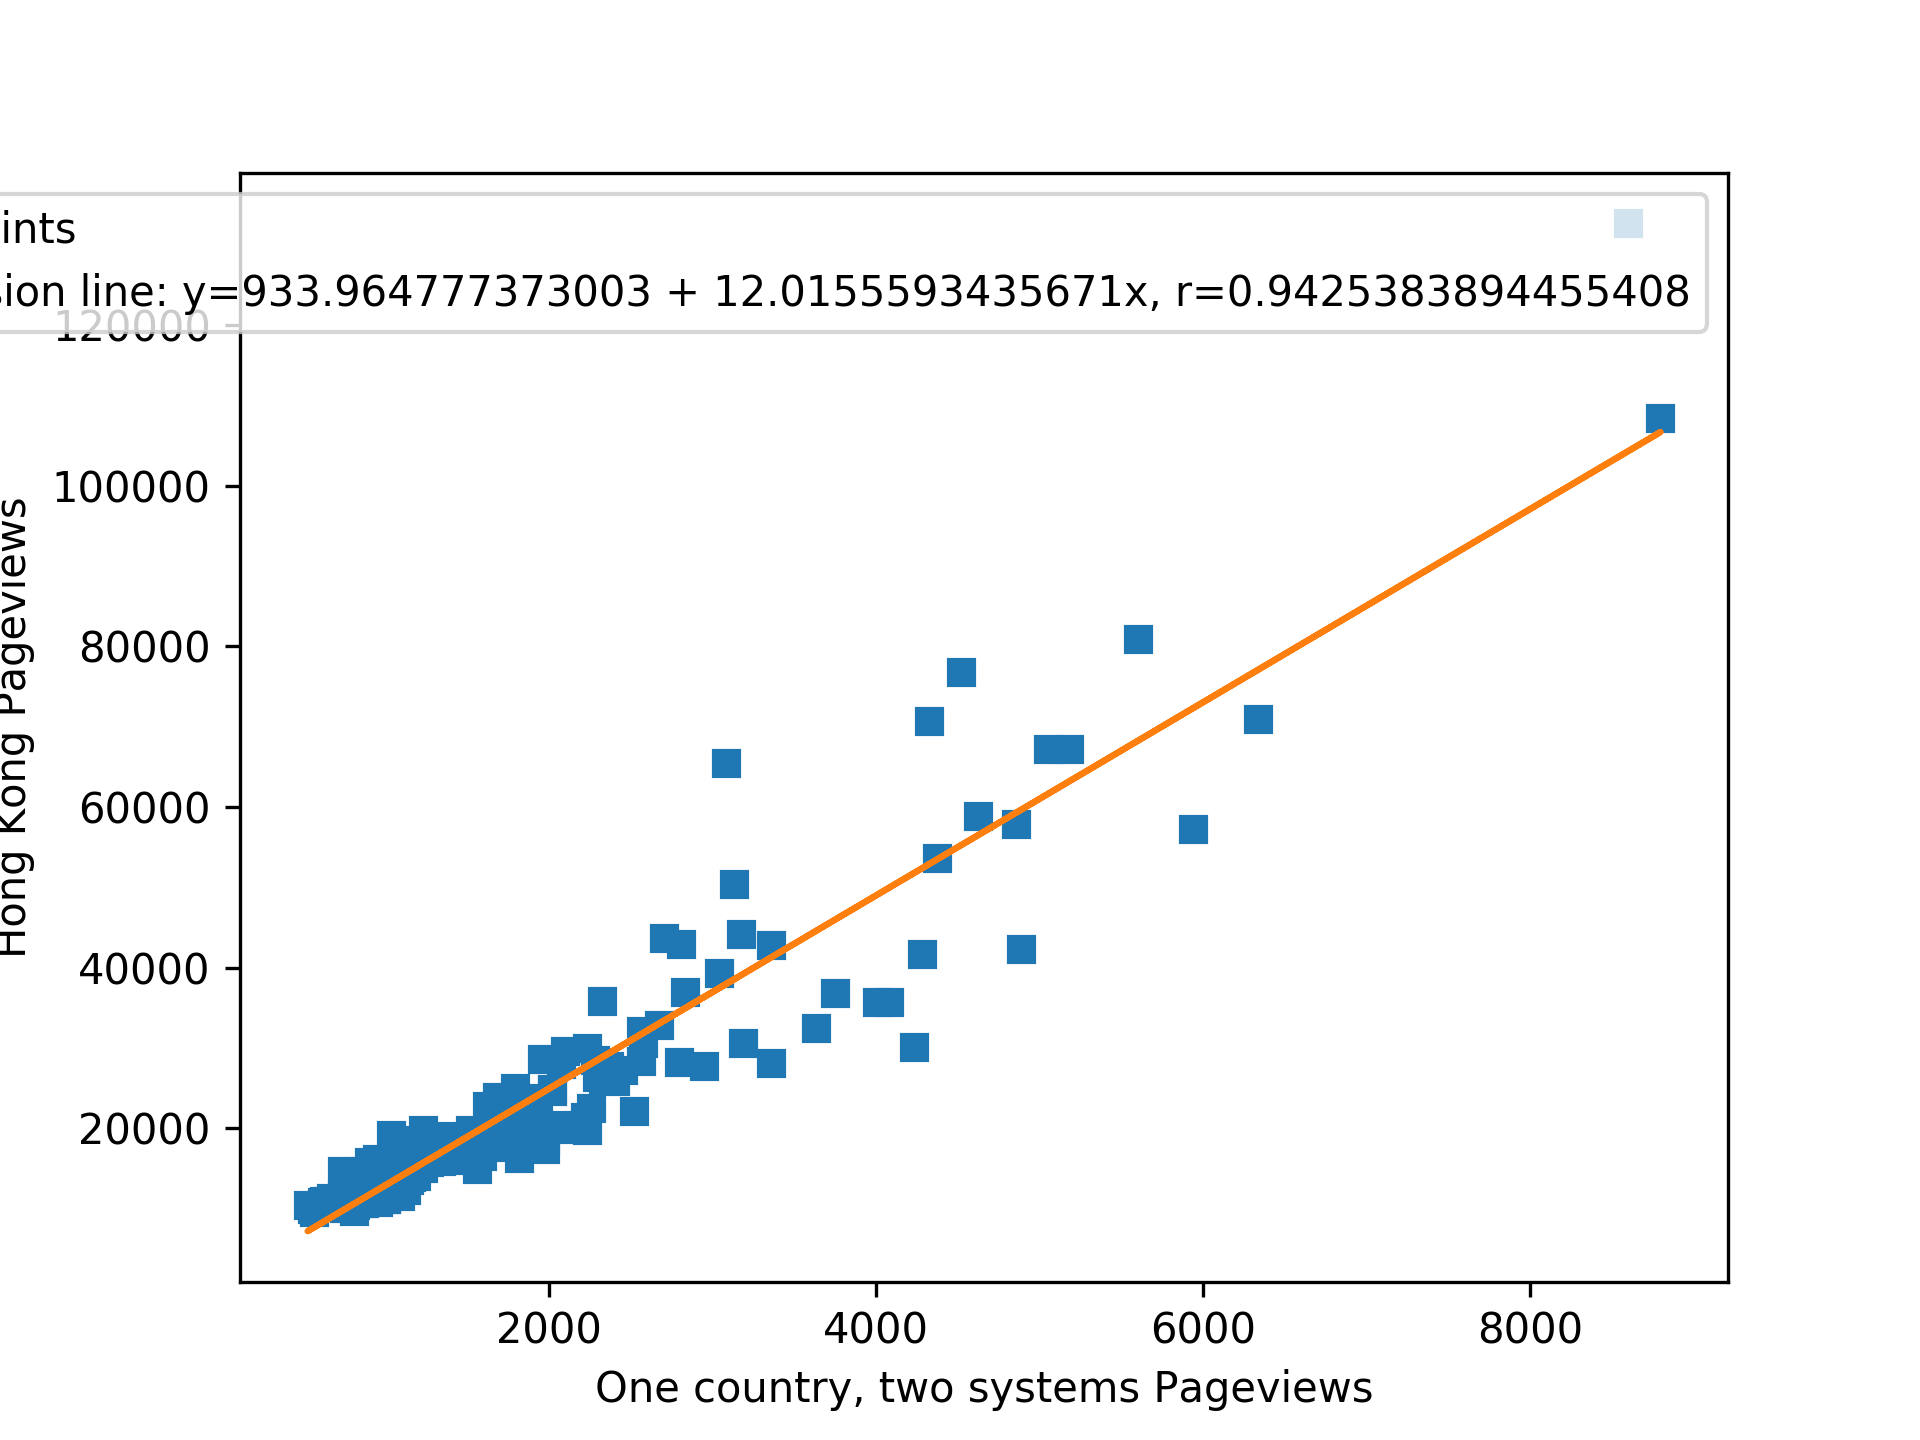 ints
sion line: y=933.964777373003 + 12.0155593435671x, r=0.9425383894455408
120000
100000
80000
60000
40000
20000
Hong Kong Pageviews
2000 4000 6000 8000
One country, two systems Pageviews